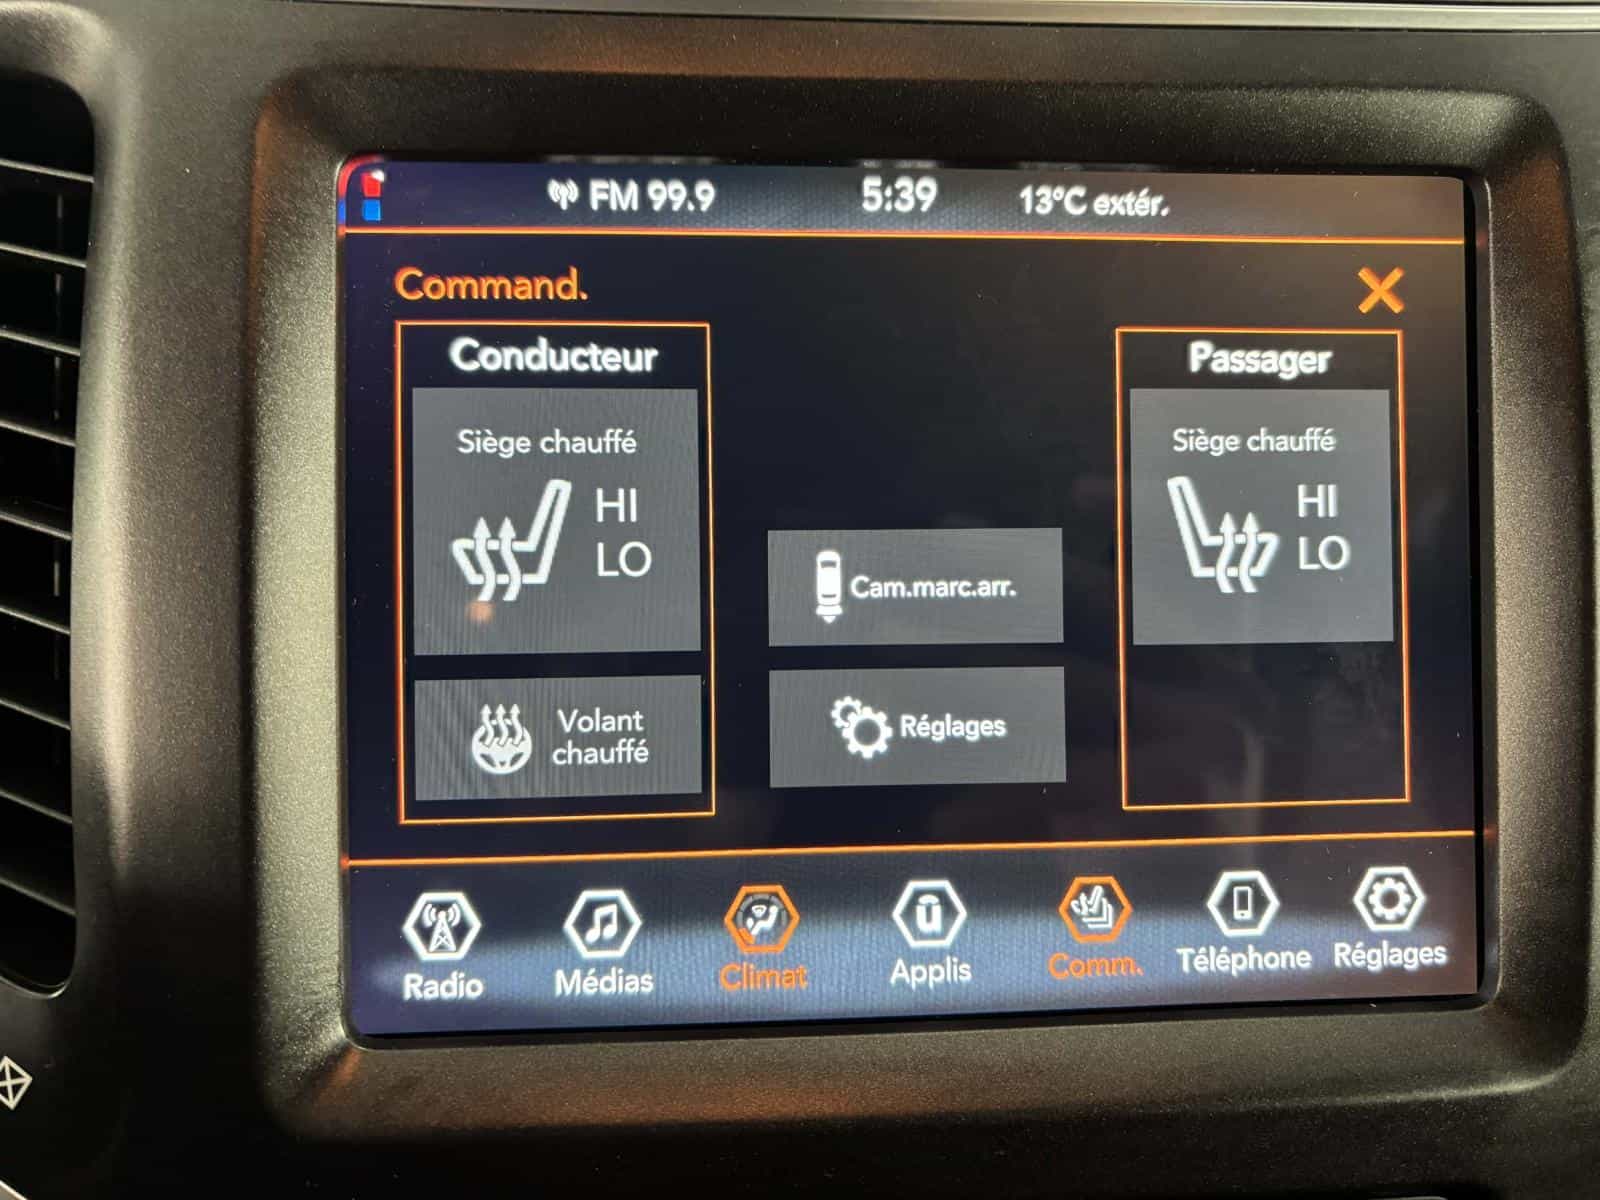 FM 99.9 5:39 13°C extér.
Command.
Conducteur
Siège chauffé
HI
LO
Volant
chauffé
Cam.marc.arr.
Réglages
Passager
Siège chauffé
HI
LO
Radio Médias Climat Applis Comm. Téléphone Réglages